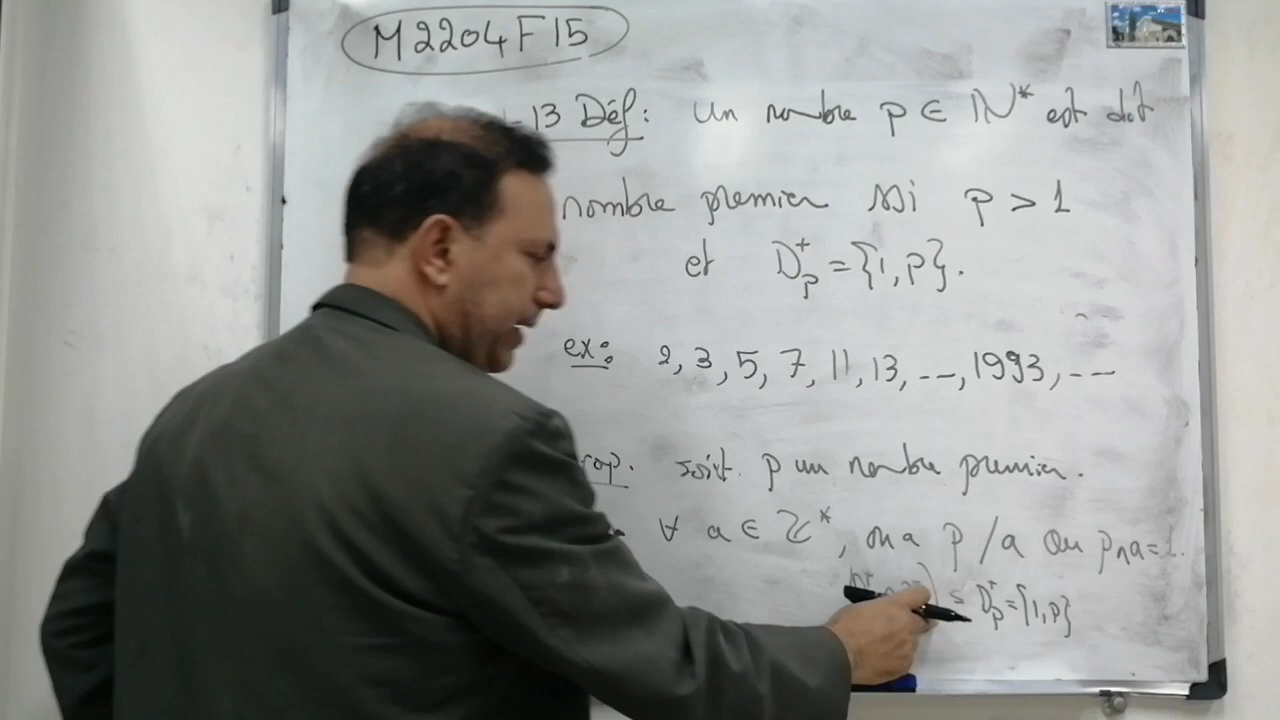 M2204F15
-13 Déf: Un nombre p ∈ ℕ* est dit
nombre premier ssi p > 1
et D⁺ₚ = {1, p}.
ex: 2, 3, 5, 7, 11, 13, ---, 1993, ---
rop. soit p un nombre premier.
∀ a ∈ ℤ*, on a p / a ou p ∧ a = 1.
D⁺ₚ = {1, p}